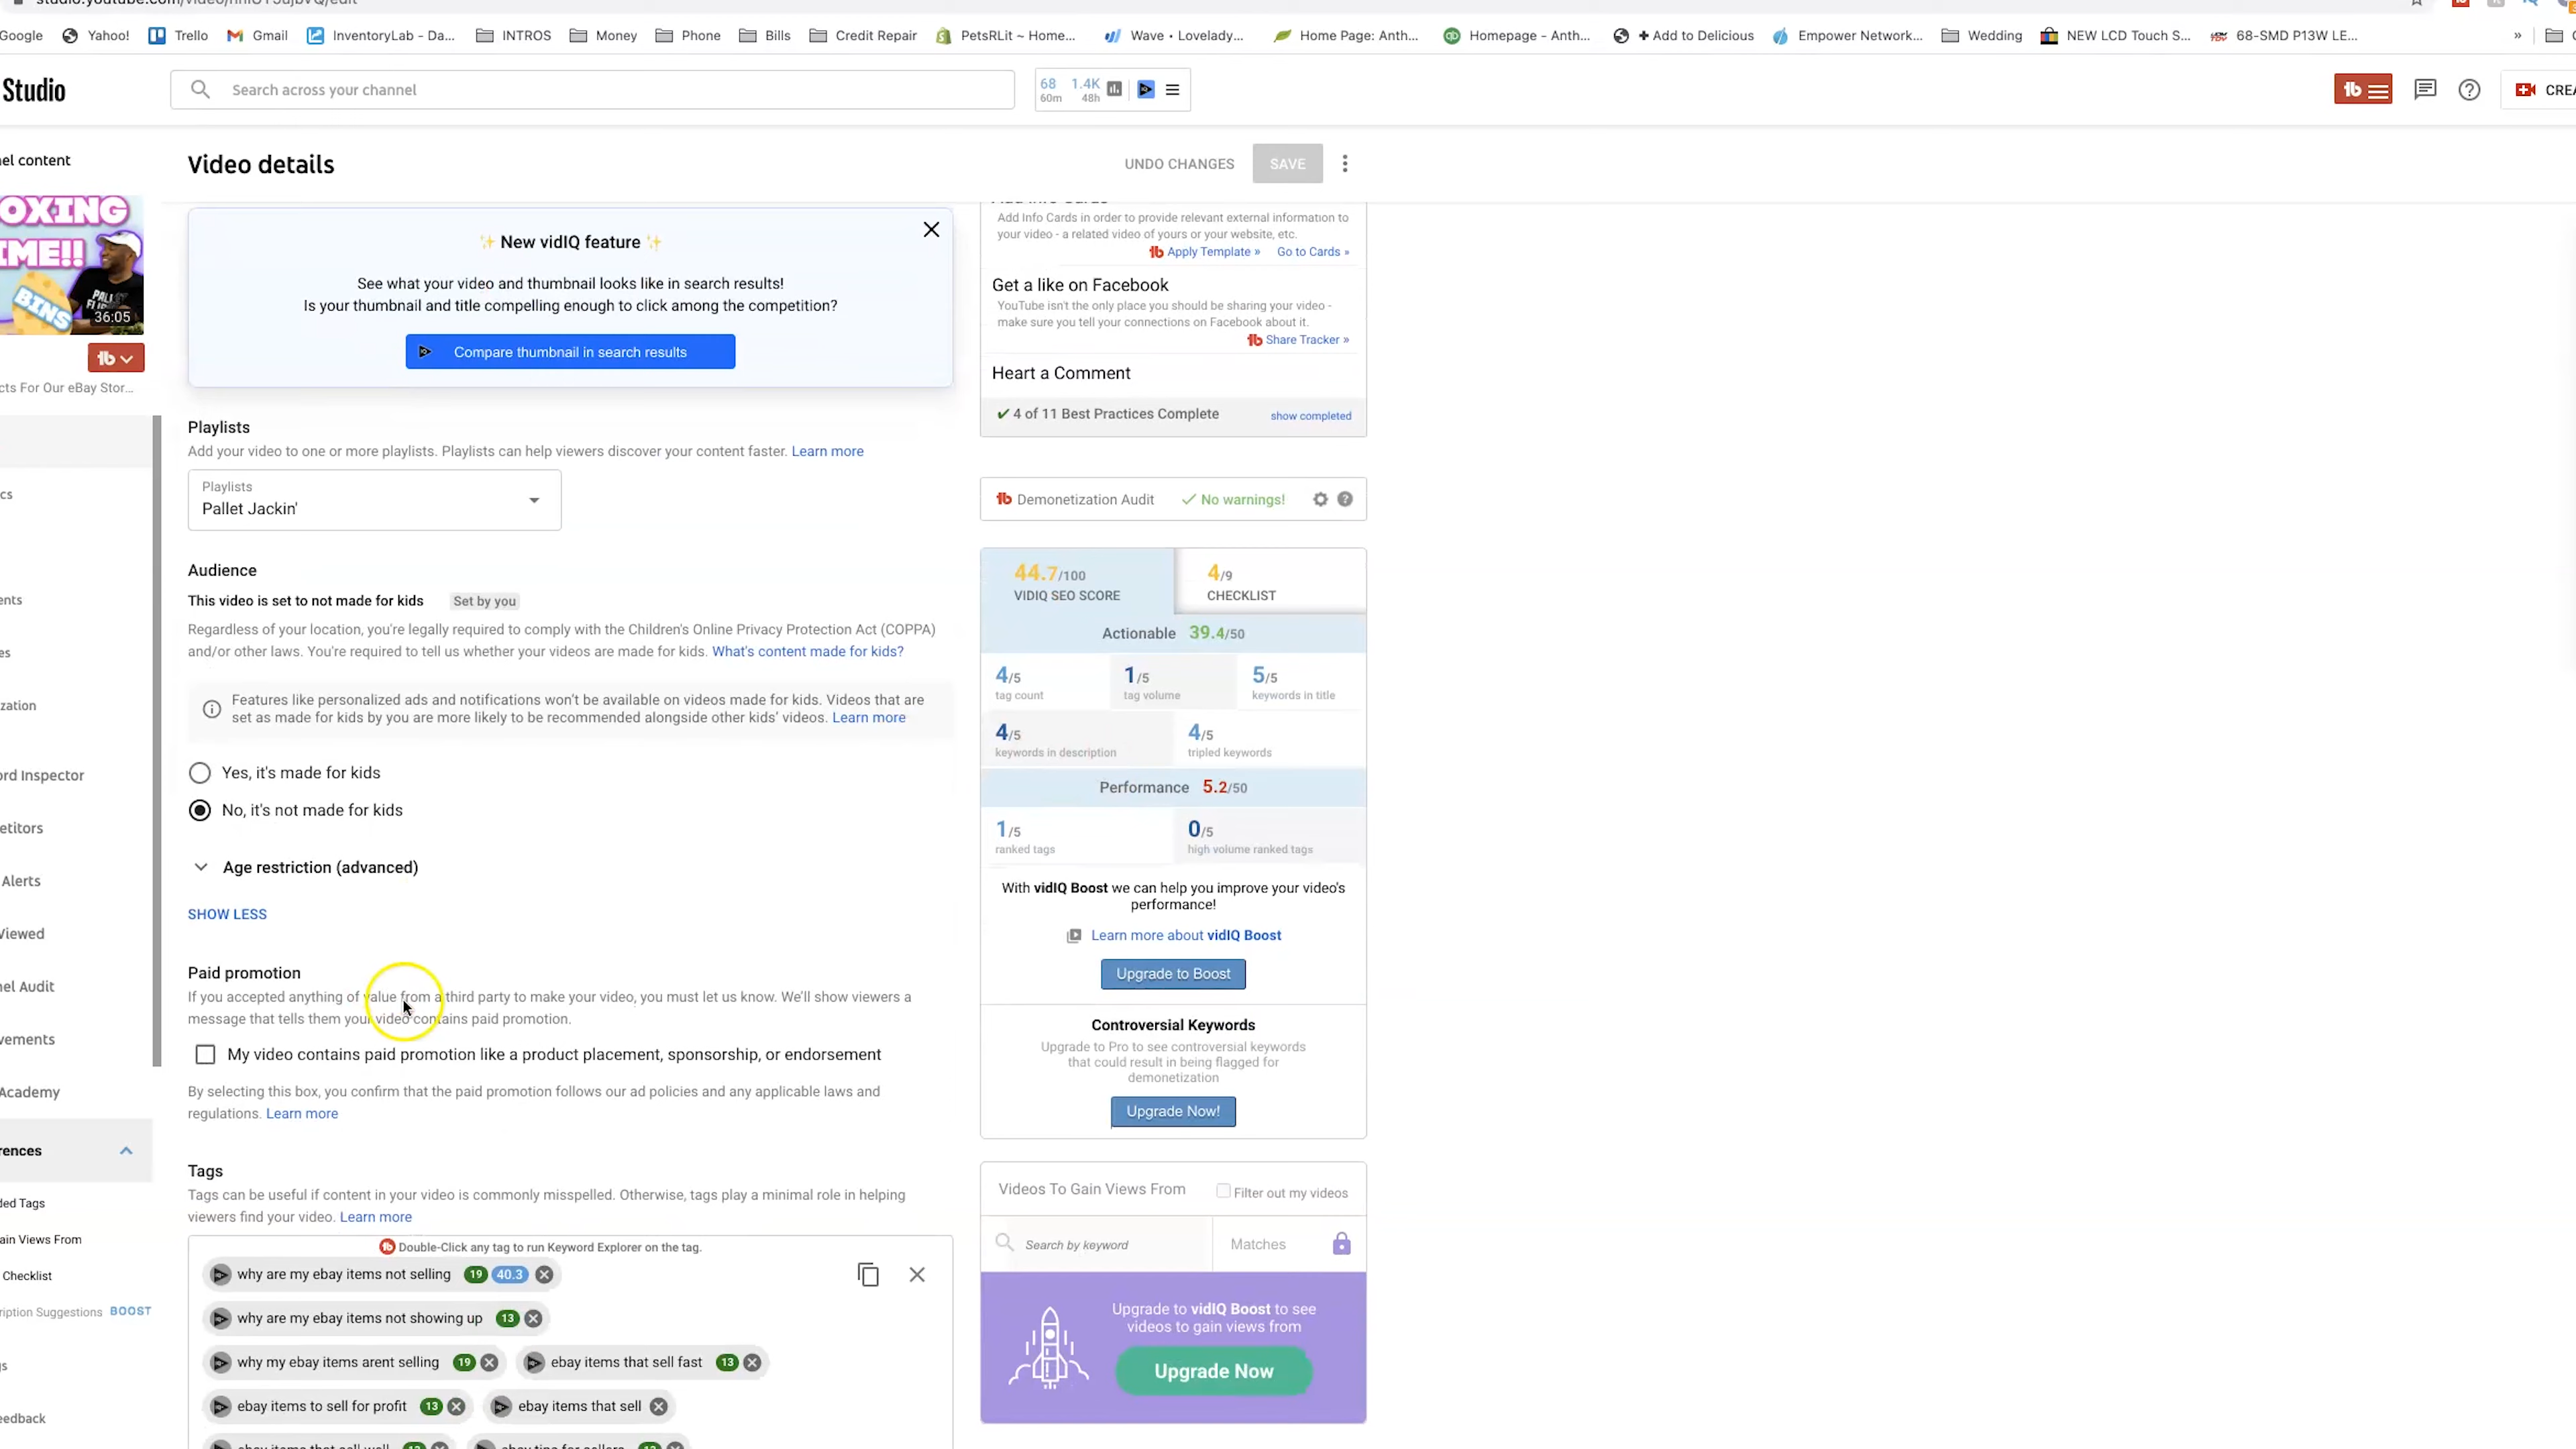 Google Yahoo! Trello Gmail InventoryLab - Da... INTROS Money Phone Bills Credit Repair PetsRLit ~ Home... Wave • Lovelady... Home Page: Anth... Homepage - Anth... + Add to Delicious Empower Network... Wedding NEW LCD Touch S... 68-SMD P13W LE... »
Studio
Search across your channel
68 1.4K
60m 48h
CREA
nel content
Video details
UNDO CHANGES SAVE
OXING
IME!!
BINS
36:05
cts For Our eBay Stor...
ents
zation
ord Inspector
etitors
Alerts
Viewed
nel Audit
vements
Academy
rences
ded Tags
ain Views From
Checklist
ription Suggestions BOOST
eedback
✨ New vidIQ feature ✨
See what your video and thumbnail looks like in search results!
Is your thumbnail and title compelling enough to click among the competition?
Compare thumbnail in search results
Playlists
Add your video to one or more playlists. Playlists can help viewers discover your content faster. Learn more
Playlists
Pallet Jackin'
Audience
This video is set to not made for kids Set by you
Regardless of your location, you're legally required to comply with the Children's Online Privacy Protection Act (COPPA)
and/or other laws. You're required to tell us whether your videos are made for kids. What's content made for kids?
Features like personalized ads and notifications won't be available on videos made for kids. Videos that are
set as made for kids by you are more likely to be recommended alongside other kids' videos. Learn more
Yes, it's made for kids
No, it's not made for kids
Age restriction (advanced)
SHOW LESS
Paid promotion
If you accepted anything of value from a third party to make your video, you must let us know. We'll show viewers a
message that tells them your video contains paid promotion.
My video contains paid promotion like a product placement, sponsorship, or endorsement
By selecting this box, you confirm that the paid promotion follows our ad policies and any applicable laws and
regulations. Learn more
Tags
Tags can be useful if content in your video is commonly misspelled. Otherwise, tags play a minimal role in helping
viewers find your video. Learn more
Double-Click any tag to run Keyword Explorer on the tag.
why are my ebay items not selling 19 40.3
why are my ebay items not showing up 13
why my ebay items arent selling 19 ebay items that sell fast 13
ebay items to sell for profit 13 ebay items that sell
Add Info Cards in order to provide relevant external information to
your video - a related video of yours or your website, etc.
Apply Template » Go to Cards »
Get a like on Facebook
YouTube isn't the only place you should be sharing your video -
make sure you tell your connections on Facebook about it.
Share Tracker »
Heart a Comment
✔ 4 of 11 Best Practices Complete show completed
Demonetization Audit ✓ No warnings!
44.7/100 4/9
VIDIQ SEO SCORE CHECKLIST
Actionable 39.4/50
4/5 1/5 5/5
tag count tag volume keywords in title
4/5 4/5
keywords in description tripled keywords
Performance 5.2/50
1/5 0/5
ranked tags high volume ranked tags
With vidIQ Boost we can help you improve your video's
performance!
Learn more about vidIQ Boost
Upgrade to Boost
Controversial Keywords
Upgrade to Pro to see controversial keywords
that could result in being flagged for
demonetization
Upgrade Now!
Videos To Gain Views From Filter out my videos
Search by keyword Matches
Upgrade to vidIQ Boost to see
videos to gain views from
Upgrade Now